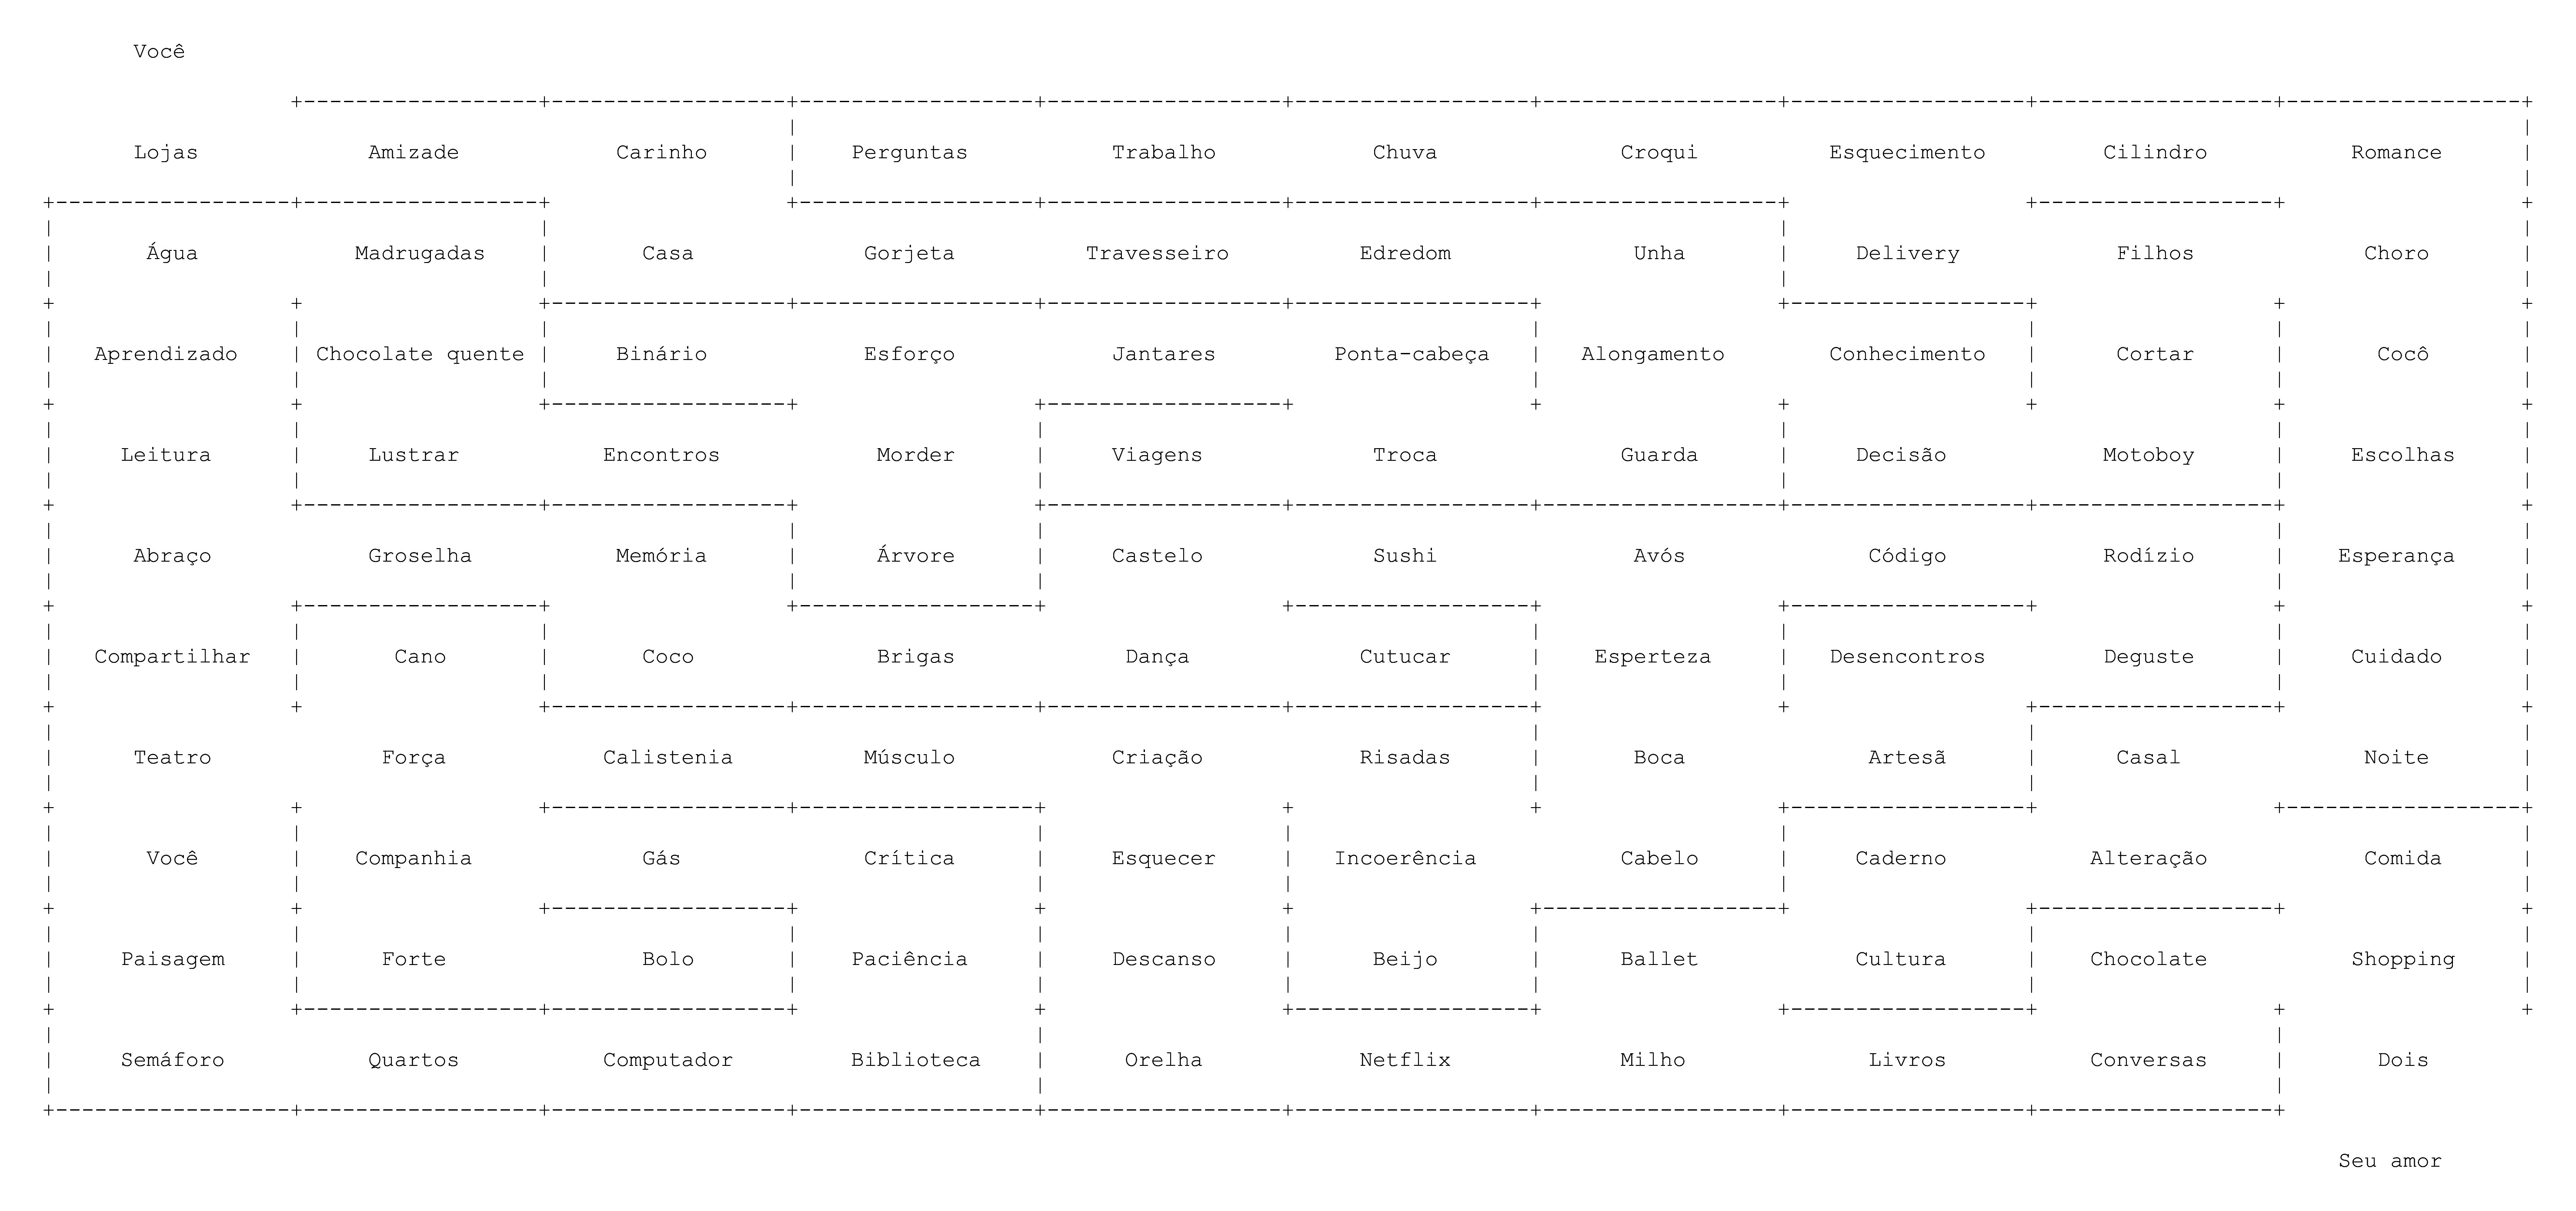 Você
Lojas Amizade Carinho Perguntas Trabalho Chuva Croqui Esquecimento Cilindro Romance
Água Madrugadas Casa Gorjeta Travesseiro Edredom Unha Delivery Filhos Choro
Aprendizado Chocolate quente Binário Esforço Jantares Ponta-cabeça Alongamento Conhecimento Cortar Cocô
Leitura Lustrar Encontros Morder Viagens Troca Guarda Decisão Motoboy Escolhas
Abraço Groselha Memória Árvore Castelo Sushi Avós Código Rodízio Esperança
Compartilhar Cano Coco Brigas Dança Cutucar Esperteza Desencontros Deguste Cuidado
Teatro Força Calistenia Músculo Criação Risadas Boca Artesã Casal Noite
Você Companhia Gás Crítica Esquecer Incoerência Cabelo Caderno Alteração Comida
Paisagem Forte Bolo Paciência Descanso Beijo Ballet Cultura Chocolate Shopping
Semáforo Quartos Computador Biblioteca Orelha Netflix Milho Livros Conversas Dois
Seu amor